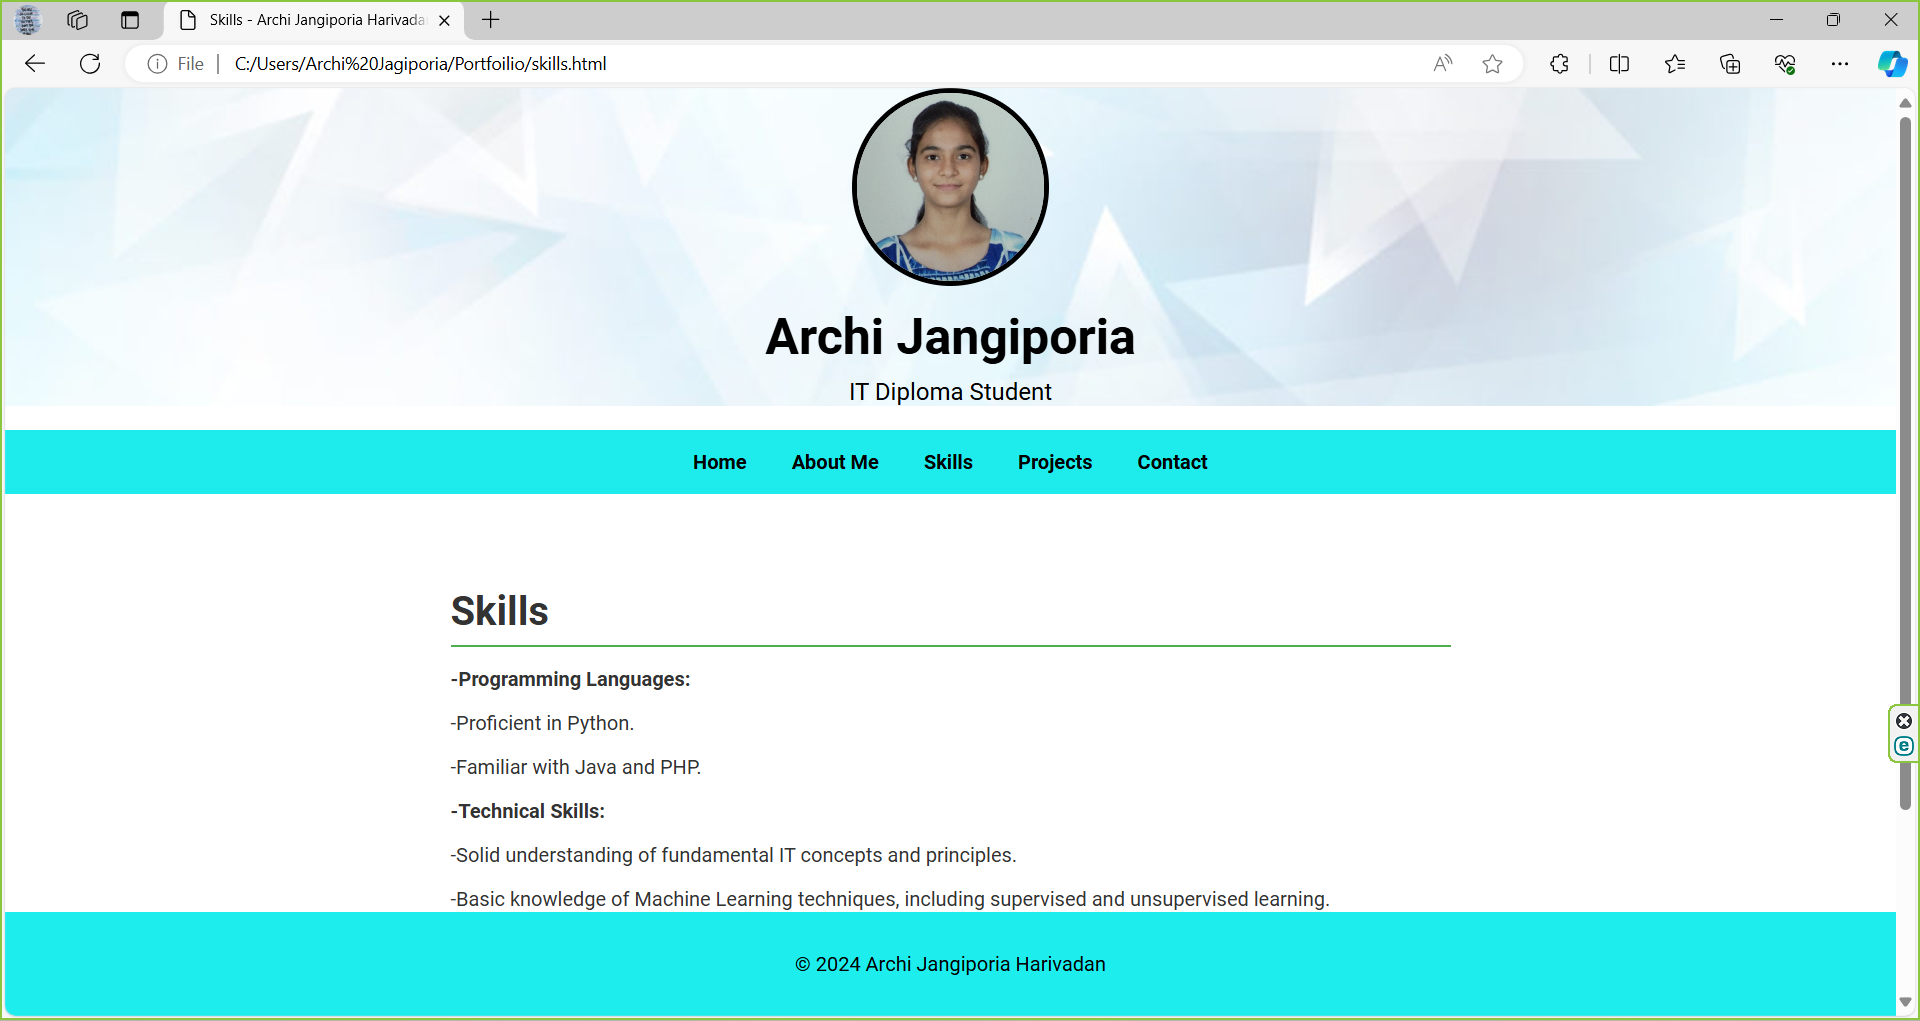 Skills - Archi Jangiporia Harivada
File
C:/Users/Archi%20Jagiporia/Portfoilio/skills.html
Archi Jangiporia
IT Diploma Student
Home About Me Skills Projects Contact
Skills
-Programming Languages:
-Proficient in Python.
-Familiar with Java and PHP.
-Technical Skills:
-Solid understanding of fundamental IT concepts and principles.
-Basic knowledge of Machine Learning techniques, including supervised and unsupervised learning.
© 2024 Archi Jangiporia Harivadan